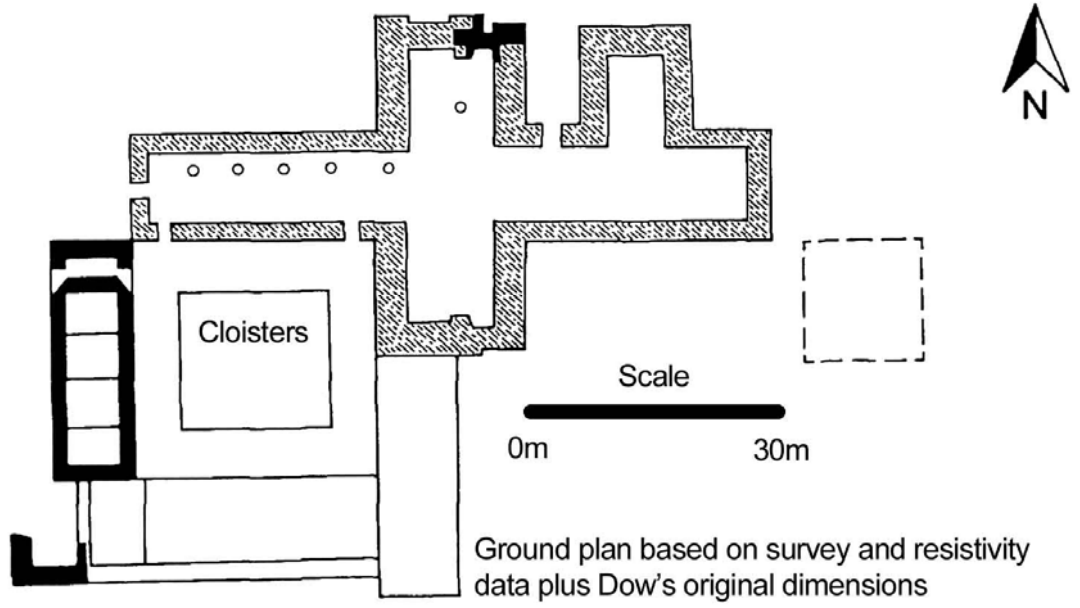 N
Cloisters
Scale
0m 30m
Ground plan based on survey and resistivity
data plus Dow's original dimensions